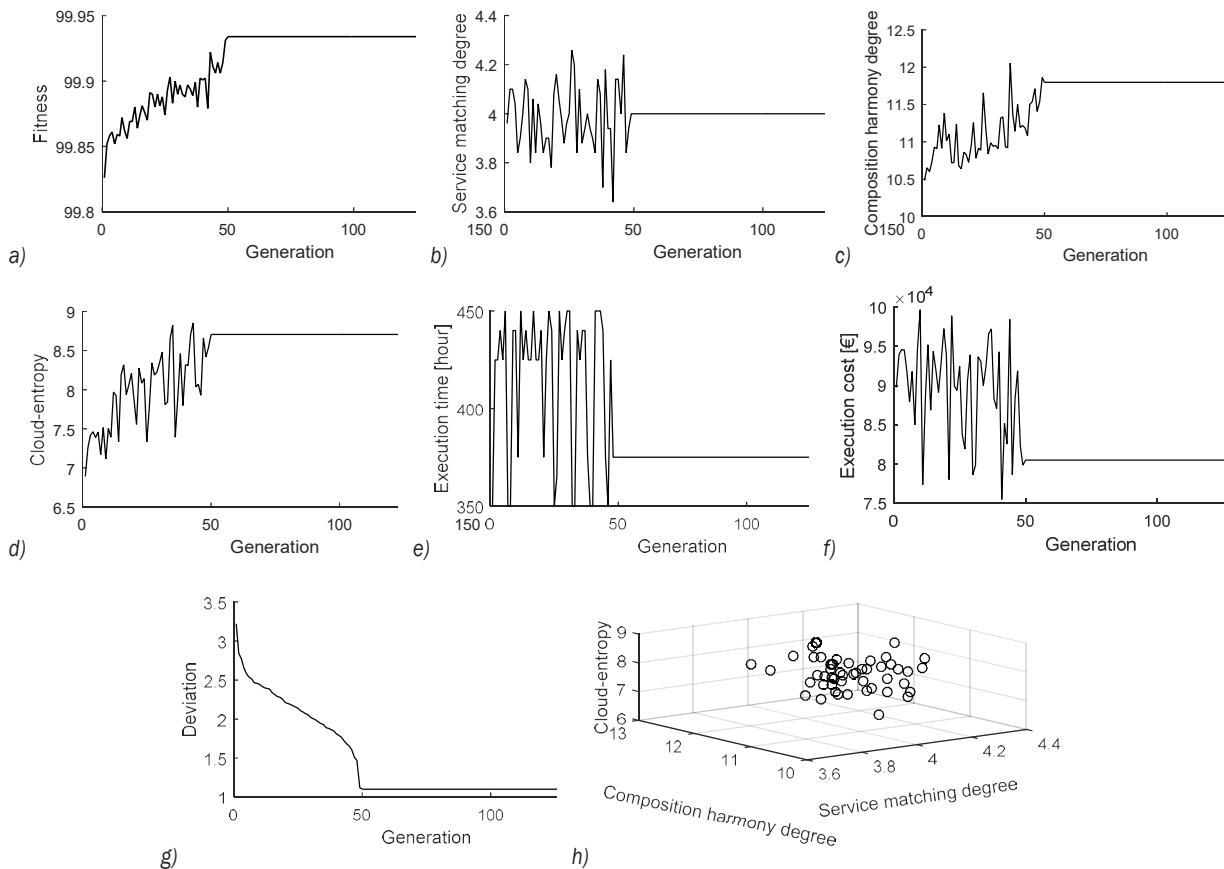 99.95
99.9
99.85
99.8
Fitness
0
50
100
150
Generation
a)
4.4
4.2
4
3.8
3.6
Service matching degree
0
50
100
150
Generation
b)
12.5
12
11.5
11
10.5
10
Composition harmony degree
0
50
100
Generation
c)
9
8.5
8
7.5
7
6.5
Cloud-entropy
0
50
100
150
Generation
d)
450
400
350
Execution time [hour]
0
50
100
Generation
e)
× 10⁴
10
9.5
9
8.5
8
7.5
Execution cost [€]
0
50
100
Generation
f)
3.5
3
2.5
2
1.5
1
Deviation
0
50
100
Generation
g)
9
8
7
6
Cloud-entropy
13
12
11
10
Composition harmony degree
3.6
3.8
4
4.2
4.4
Service matching degree
h)